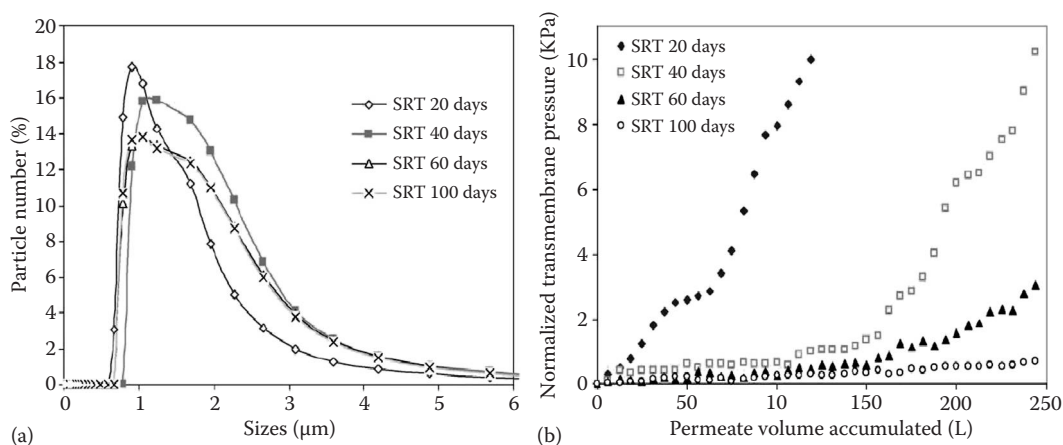 20
18
16
14
12
10
8
6
4
2
0
Particle number (%)
SRT 20 days
SRT 40 days
SRT 60 days
SRT 100 days
0 1 2 3 4 5 6
Sizes (μm)
(a)
10
8
6
4
2
0
Normalized transmembrane pressure (KPa)
SRT 20 days
SRT 40 days
SRT 60 days
SRT 100 days
0 50 10 150 200 250
Permeate volume accumulated (L)
(b)